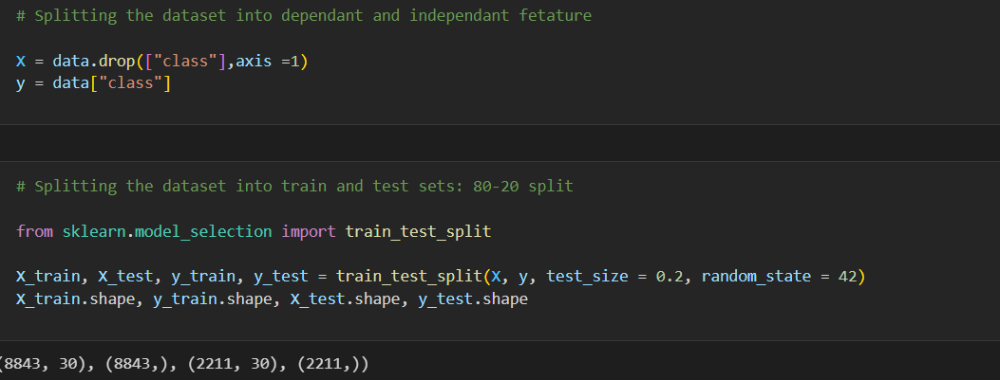 # Splitting the dataset into dependant and independant fetature
X = data.drop(["class"],axis =1)
y = data["class"]
# Splitting the dataset into train and test sets: 80-20 split
from sklearn.model_selection import train_test_split
X_train, X_test, y_train, y_test = train_test_split(X, y, test_size = 0.2, random_state = 42)
X_train.shape, y_train.shape, X_test.shape, y_test.shape
(8843, 30), (8843,), (2211, 30), (2211,))